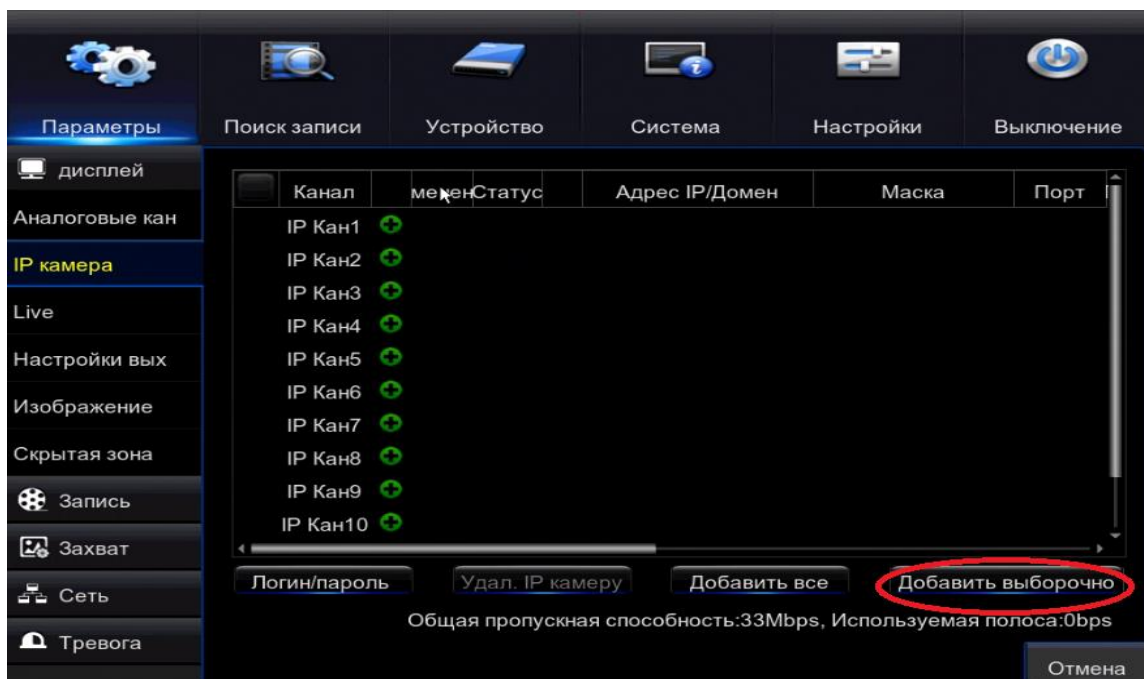 Параметры Поиск записи Устройство Система Настройки Выключение
дисплей
Аналоговые кан
IP камера
Live
Настройки вых
Изображение
Скрытая зона
Запись
Захват
Сеть
Тревога
Канал Статус Адрес IP/Домен Маска Порт
IP Кан1
IP Кан2
IP Кан3
IP Кан4
IP Кан5
IP Кан6
IP Кан7
IP Кан8
IP Кан9
IP Кан10
Логин/пароль Удал. IP камеру Добавить все Добавить выборочно
Общая пропускная способность:33Mbps, Используемая полоса:0bps
Отмена